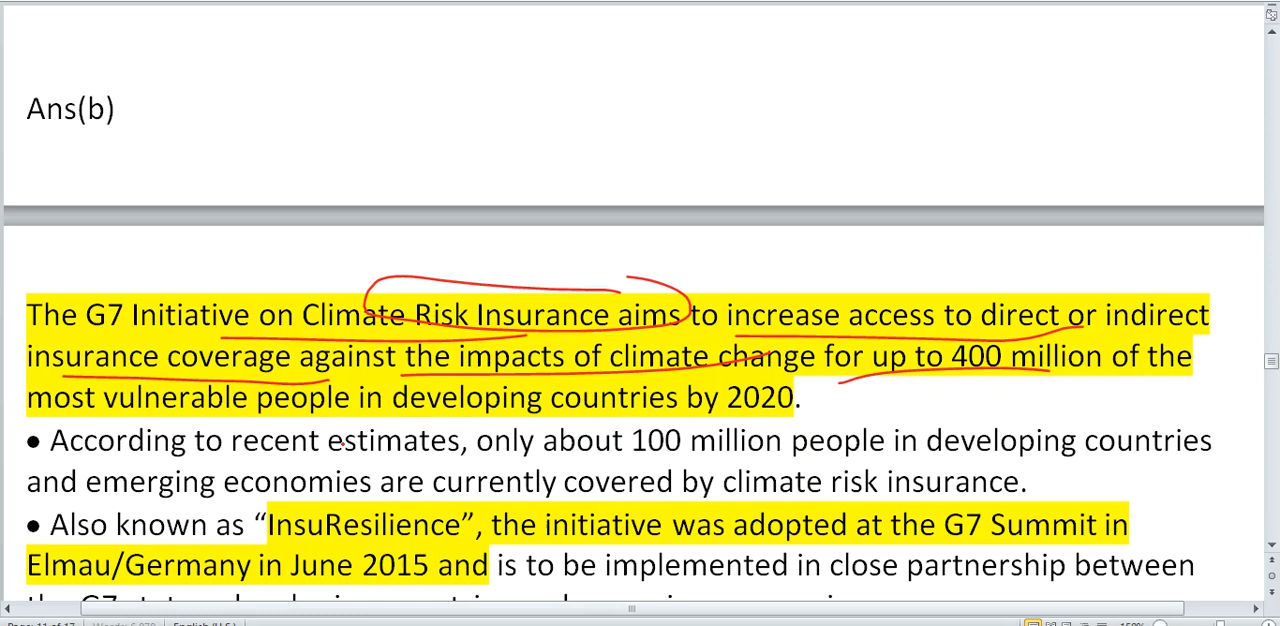 Ans(b)
The G7 Initiative on Climate Risk Insurance aims to increase access to direct or indirect
insurance coverage against the impacts of climate change for up to 400 million of the
most vulnerable people in developing countries by 2020.
• According to recent estimates, only about 100 million people in developing countries
and emerging economies are currently covered by climate risk insurance.
• Also known as “InsuResilience”, the initiative was adopted at the G7 Summit in
Elmau/Germany in June 2015 and is to be implemented in close partnership between